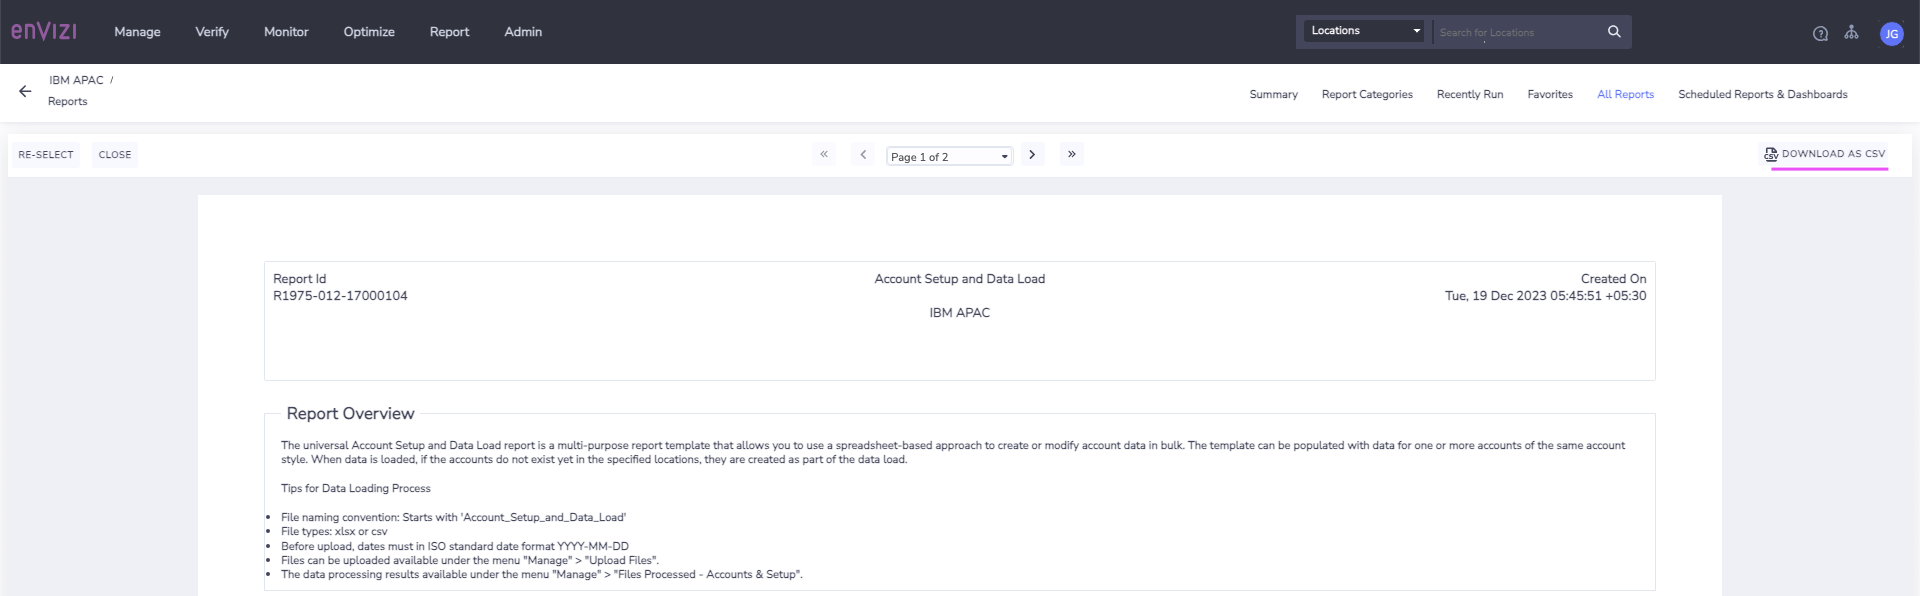 enVizi
Manage Verify Monitor Optimize Report Admin
Locations Search for Locations
? JG
IBM APAC /
Reports
Summary Report Categories Recently Run Favorites All Reports Scheduled Reports & Dashboards
RE-SELECT CLOSE « < Page 1 of 2 > » CSV DOWNLOAD AS CSV
Report Id Account Setup and Data Load Created On
R1975-012-17000104 Tue, 19 Dec 2023 05:45:51 +05:30
IBM APAC
Report Overview
The universal Account Setup and Data Load report is a multi-purpose report template that allows you to use a spreadsheet-based approach to create or modify account data in bulk. The template can be populated with data for one or more accounts of the same account
style. When data is loaded, if the accounts do not exist yet in the specified locations, they are created as part of the data load.
Tips for Data Loading Process
• File naming convention: Starts with 'Account_Setup_and_Data_Load'
• File types: xlsx or csv
• Before upload, dates must in ISO standard date format YYYY-MM-DD
• Files can be uploaded available under the menu "Manage" > "Upload Files".
• The data processing results available under the menu "Manage" > "Files Processed - Accounts & Setup".